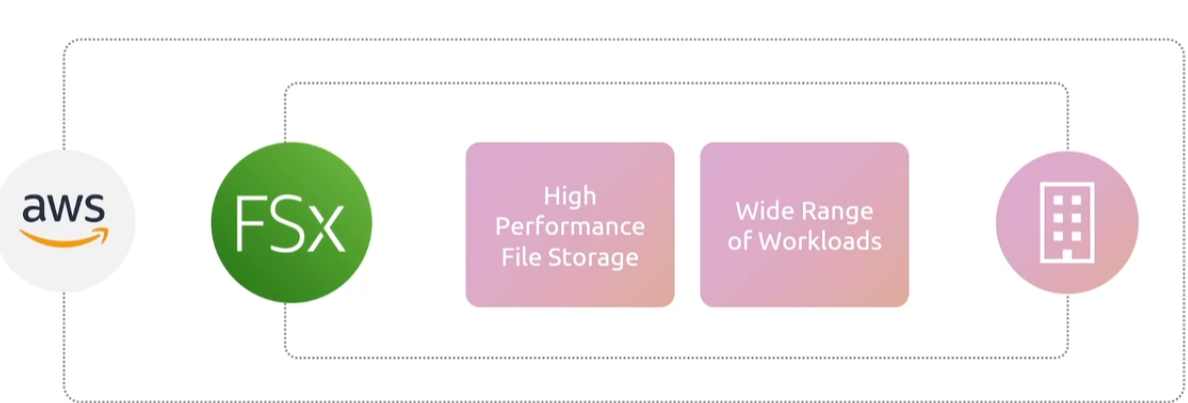 aws
FSx
High
Performance
File Storage
Wide Range
of Workloads